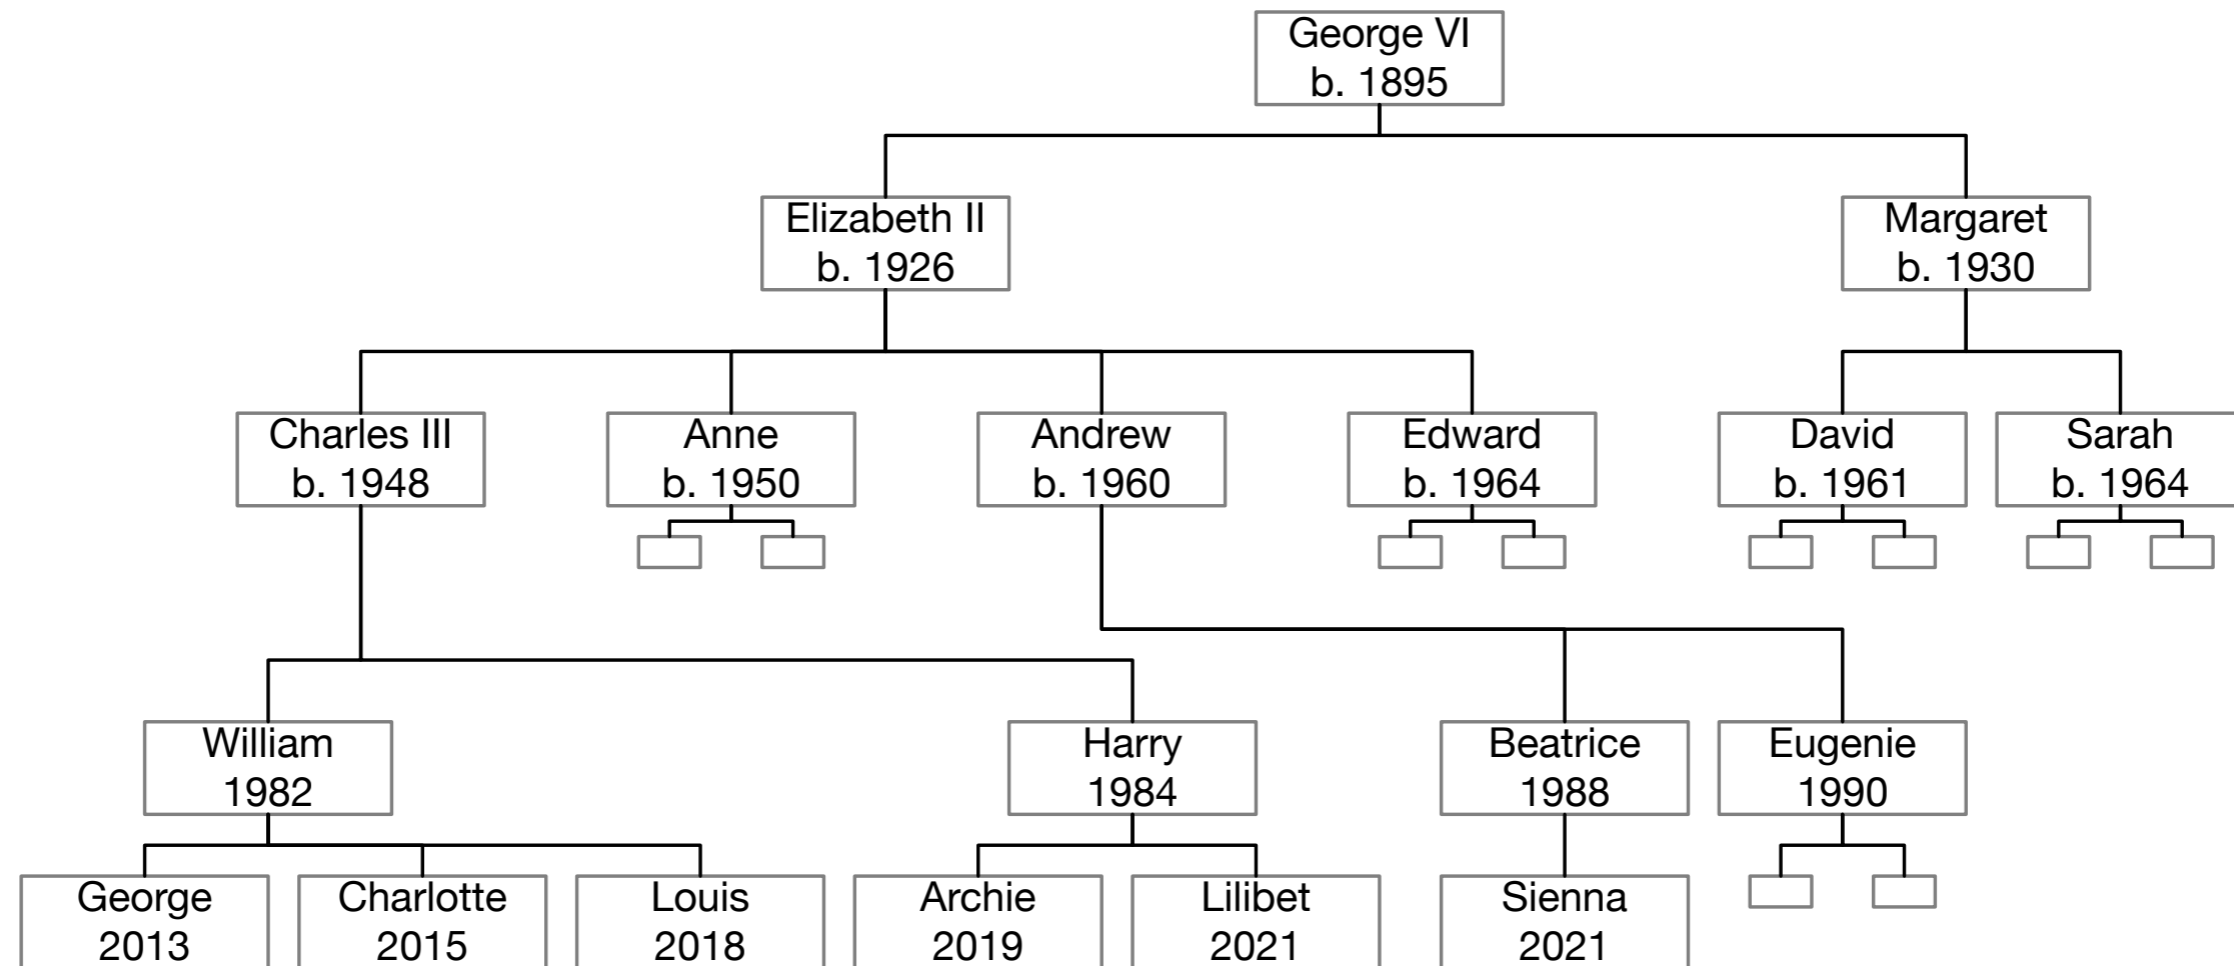 George VI
b. 1895
Elizabeth II
b. 1926
Margaret
b. 1930
Charles III
b. 1948
Anne
b. 1950
Andrew
b. 1960
Edward
b. 1964
David
b. 1961
Sarah
b. 1964
William
1982
Harry
1984
Beatrice
1988
Eugenie
1990
George
2013
Charlotte
2015
Louis
2018
Archie
2019
Lilibet
2021
Sienna
2021